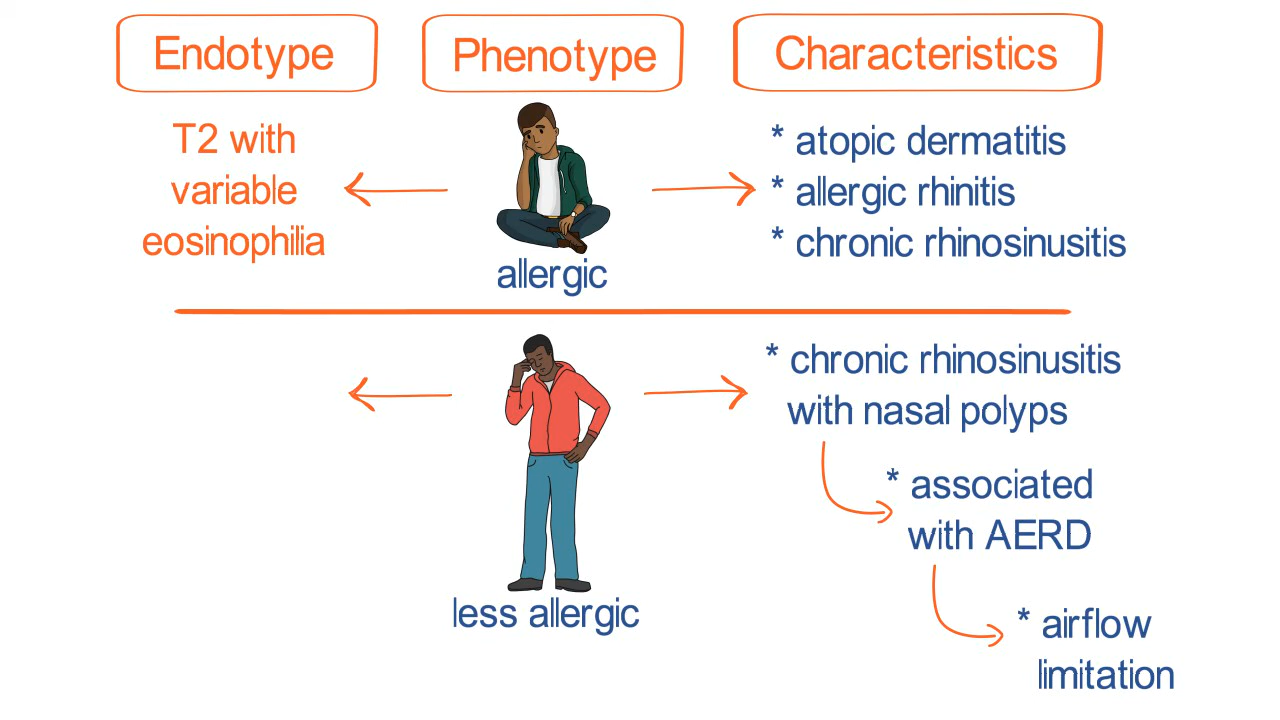 Endotype
Phenotype
Characteristics
T2 with
variable
eosinophilia
allergic
* atopic dermatitis
* allergic rhinitis
* chronic rhinosinusitis
less allergic
* chronic rhinosinusitis
with nasal polyps
* associated
with AERD
* airflow
limitation